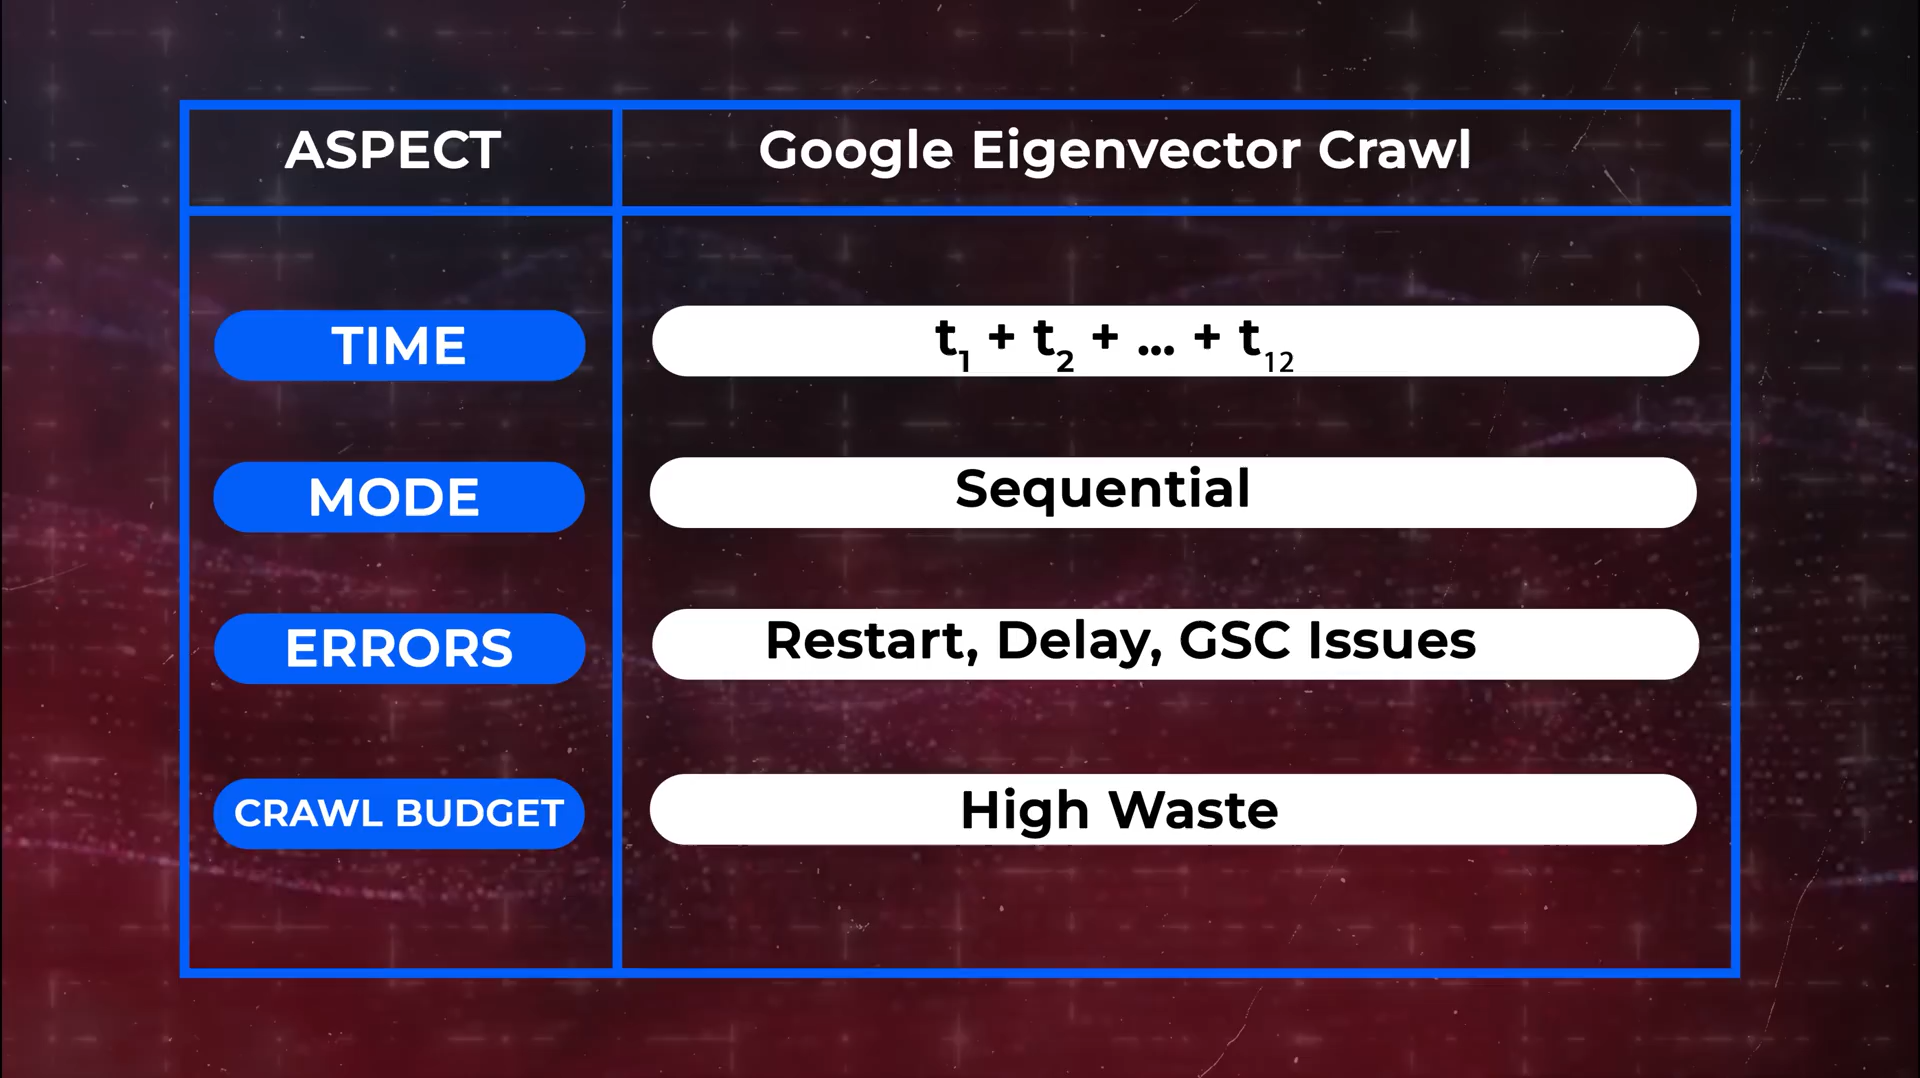 ASPECT
Google Eigenvector Crawl
TIME
t₁ + t₂ + ... + t₁₂
MODE
Sequential
ERRORS
Restart, Delay, GSC Issues
CRAWL BUDGET
High Waste